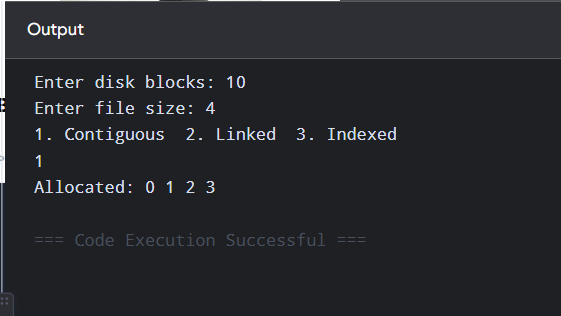 Output
Enter disk blocks: 10
Enter file size: 4
1. Contiguous  2. Linked  3. Indexed
1
Allocated: 0 1 2 3
=== Code Execution Successful ===